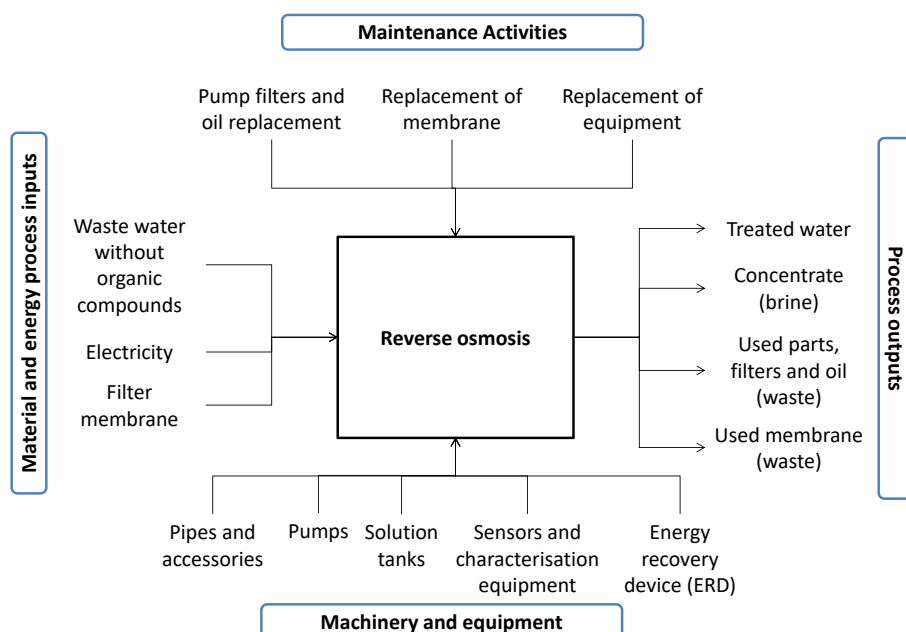 Maintenance Activities
Pump filters and
oil replacement
Replacement of
membrane
Replacement of
equipment
Material and energy process inputs
Waste water
without
organic
compounds
Electricity
Filter
membrane
Reverse osmosis
Treated water
Concentrate
(brine)
Used parts,
filters and oil
(waste)
Used membrane
(waste)
Process outputs
Pipes and
accessories
Pumps
Solution
tanks
Sensors and
characterisation
equipment
Energy
recovery
device (ERD)
Machinery and equipment